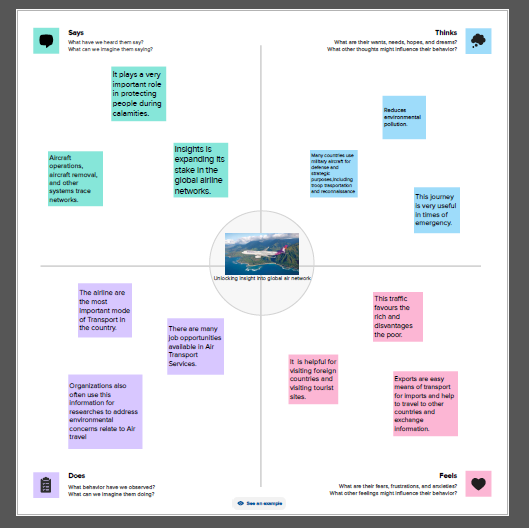 Says
What have we heard them say?
What can we imagine them saying?
Thinks
What are their wants, needs, hopes, and dreams?
What other thoughts might influence their behavior?
It plays a very
important role
in protecting
people during
calamities.
Aircraft
operations,
aircraft removal,
and other
systems trace
networks.
Insights is
expanding its
stake in the
global airline
networks.
Reduces
environmental
pollution.
Many countries use
military aircraft for
defense and
strategic
purposes,including
troop trasportation
and reconnaissance
This journey
is very useful
in times of
emergency.
Unlocking insight into global air network
The airline are
the most
important mode
of Transport in
the country.
There are many
job opportunities
available in Air
Transport
Services.
Organizations also
often use this
information for
researches to address
environmental
concerns relate to Air
travel
This traffic
favours the
rich and
disvantages
the poor.
It is helpful for
visiting foreign
countries and
visiting tourist
sites.
Exports are easy
means of transport
for imports and help
to travel to other
countries and
exchange
information.
Does
What behavior have we observed?
What can we imagine them doing?
Feels
What are their fears, frustrations, and anxieties?
What other feelings might influence their behavior?
See an example